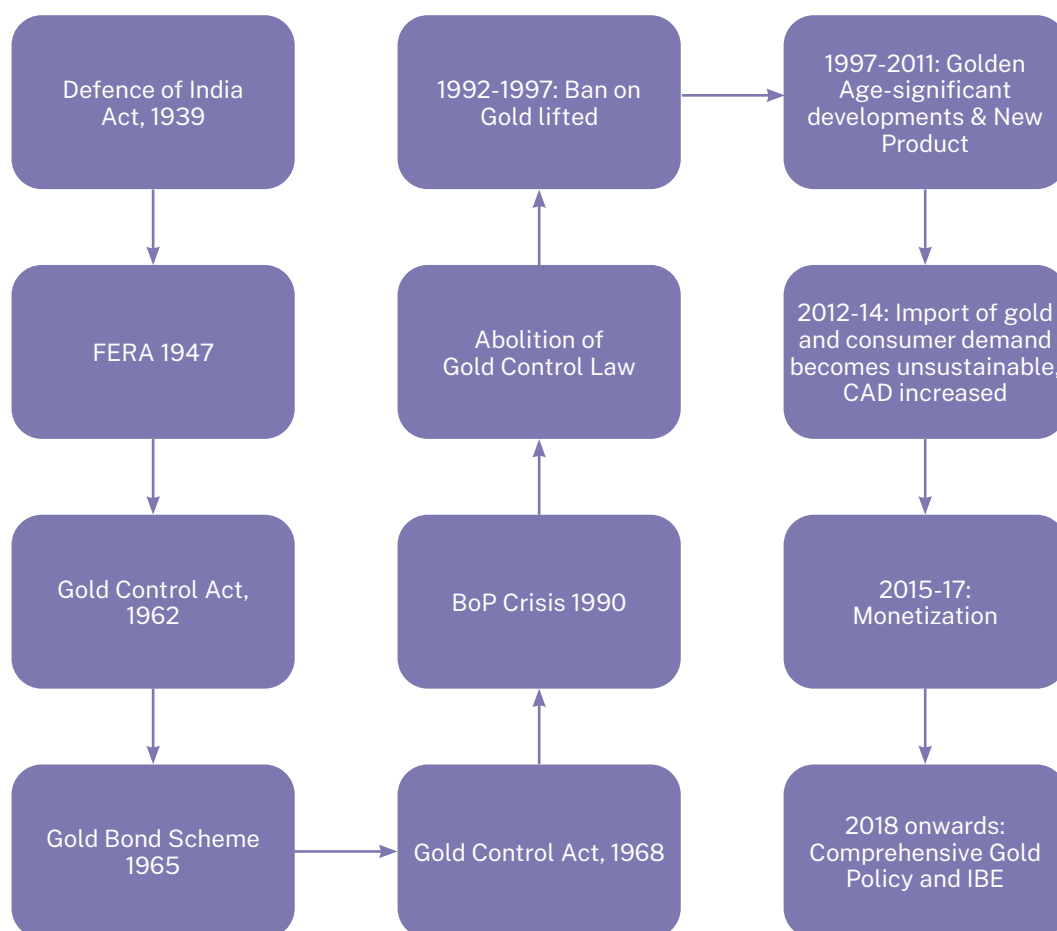 Defence of India
Act, 1939
FERA 1947
Gold Control Act,
1962
Gold Bond Scheme
1965
Gold Control Act, 1968
BoP Crisis 1990
Abolition of
Gold Control Law
1992-1997: Ban on
Gold lifted
1997-2011: Golden
Age-significant
developments & New
Product
2012-14: Import of gold
and consumer demand
becomes unsustainable,
CAD increased
2015-17:
Monetization
2018 onwards:
Comprehensive Gold
Policy and IBE